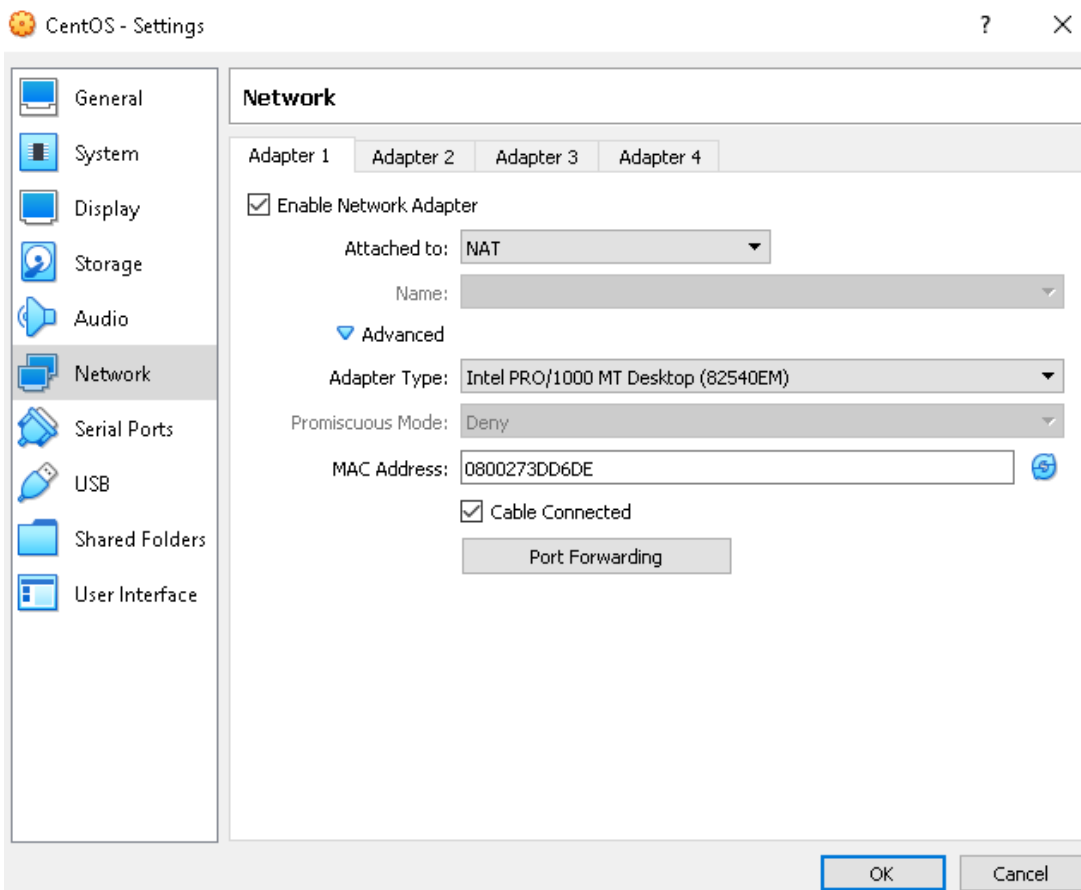 CentOS - Settings
?
General
System
Display
Storage
Audio
Network
Serial Ports
USB
Shared Folders
User Interface
Network
Adapter 1 Adapter 2 Adapter 3 Adapter 4
Enable Network Adapter
Attached to: NAT
Name:
Advanced
Adapter Type: Intel PRO/1000 MT Desktop (82540EM)
Promiscuous Mode: Deny
MAC Address: 0800273DD6DE
Cable Connected
Port Forwarding
OK Cancel